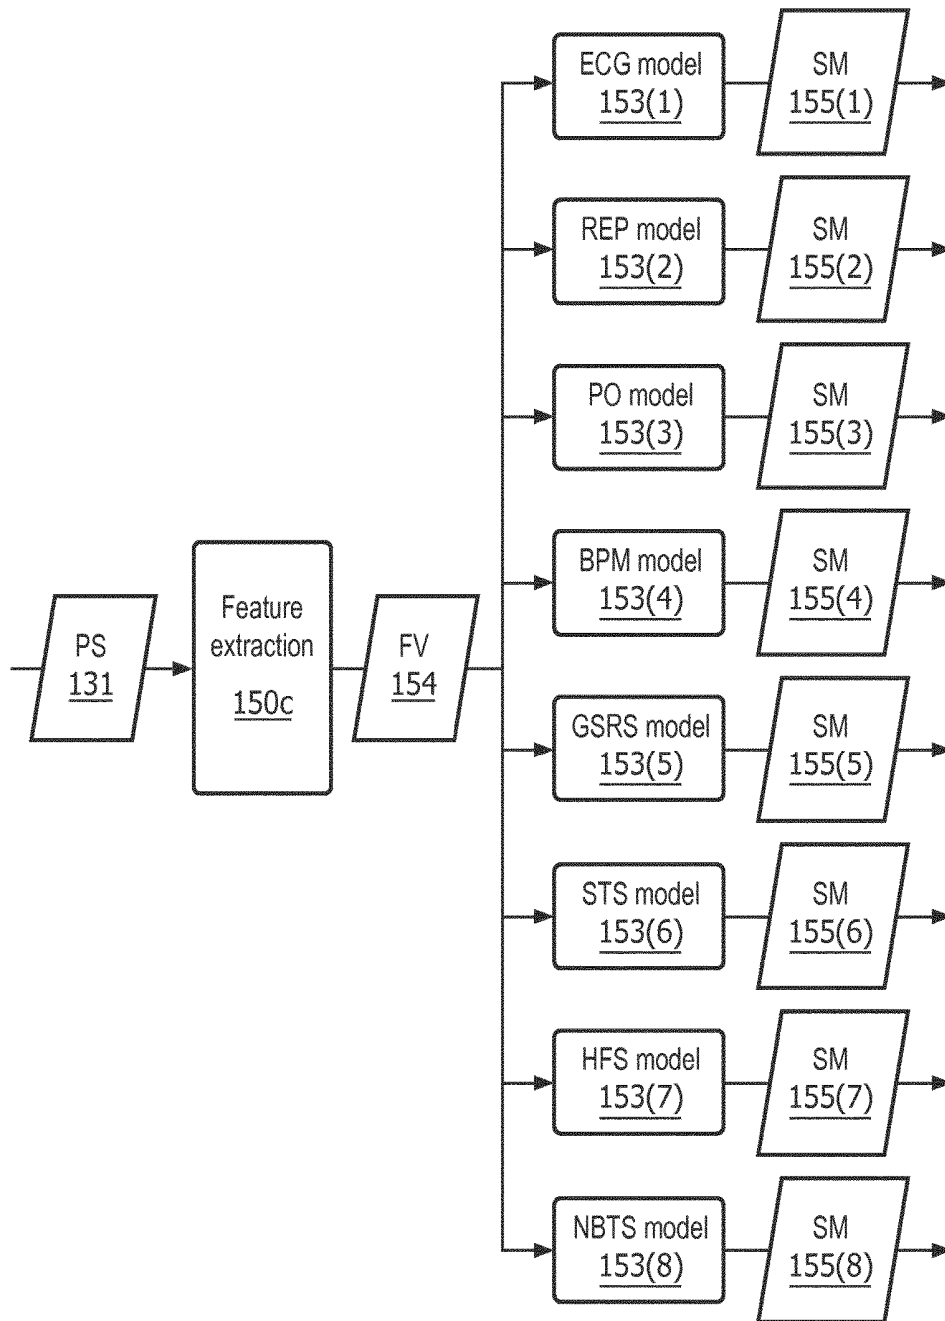 PS
131
Feature
extraction
150c
FV
154
ECG model
153(1)
SM
155(1)
REP model
153(2)
SM
155(2)
PO model
153(3)
SM
155(3)
BPM model
153(4)
SM
155(4)
GSRS model
153(5)
SM
155(5)
STS model
153(6)
SM
155(6)
HFS model
153(7)
SM
155(7)
NBTS model
153(8)
SM
155(8)